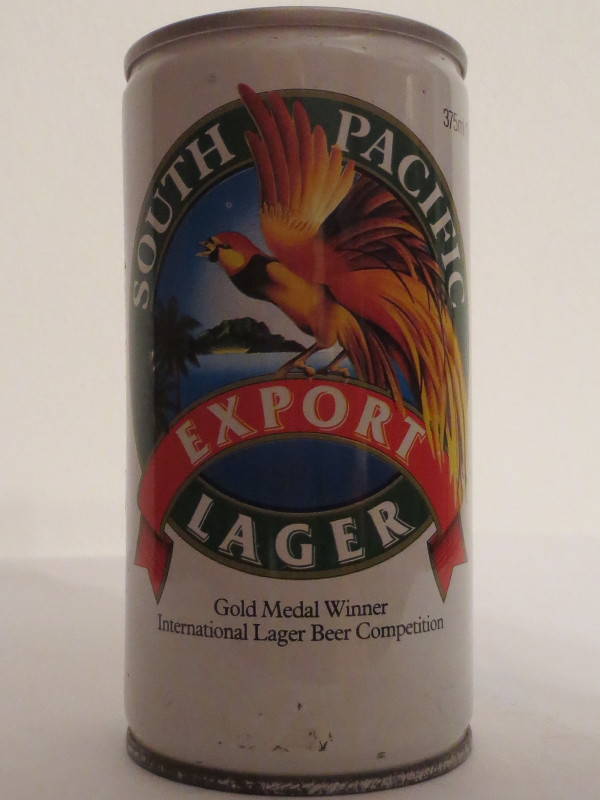 375ml
SOUTH PACIFIC
EXPORT
LAGER
Gold Medal Winner
International Lager Beer Competition